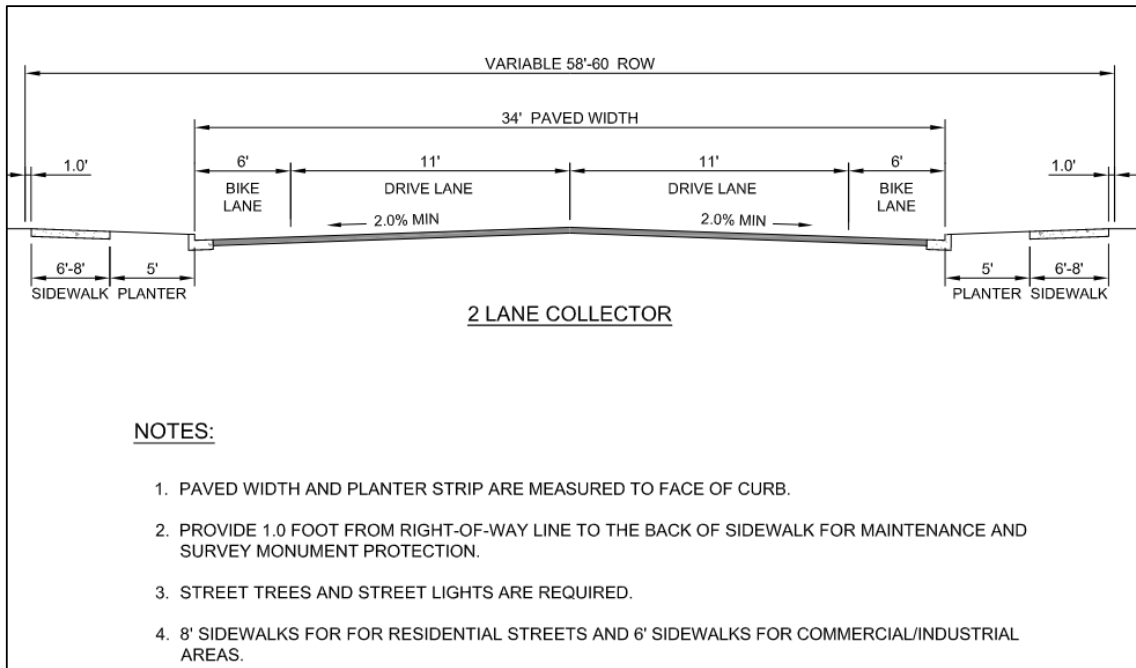 VARIABLE 58'-60 ROW
34' PAVED WIDTH
1.0' 6' 11' 11' 6' 1.0'
BIKE LANE DRIVE LANE DRIVE LANE BIKE LANE
2.0% MIN 2.0% MIN
6'-8' 5' 5' 6'-8'
SIDEWALK PLANTER PLANTER SIDEWALK
2 LANE COLLECTOR
NOTES:
1. PAVED WIDTH AND PLANTER STRIP ARE MEASURED TO FACE OF CURB.
2. PROVIDE 1.0 FOOT FROM RIGHT-OF-WAY LINE TO THE BACK OF SIDEWALK FOR MAINTENANCE AND
SURVEY MONUMENT PROTECTION.
3. STREET TREES AND STREET LIGHTS ARE REQUIRED.
4. 8' SIDEWALKS FOR FOR RESIDENTIAL STREETS AND 6' SIDEWALKS FOR COMMERCIAL/INDUSTRIAL
AREAS.